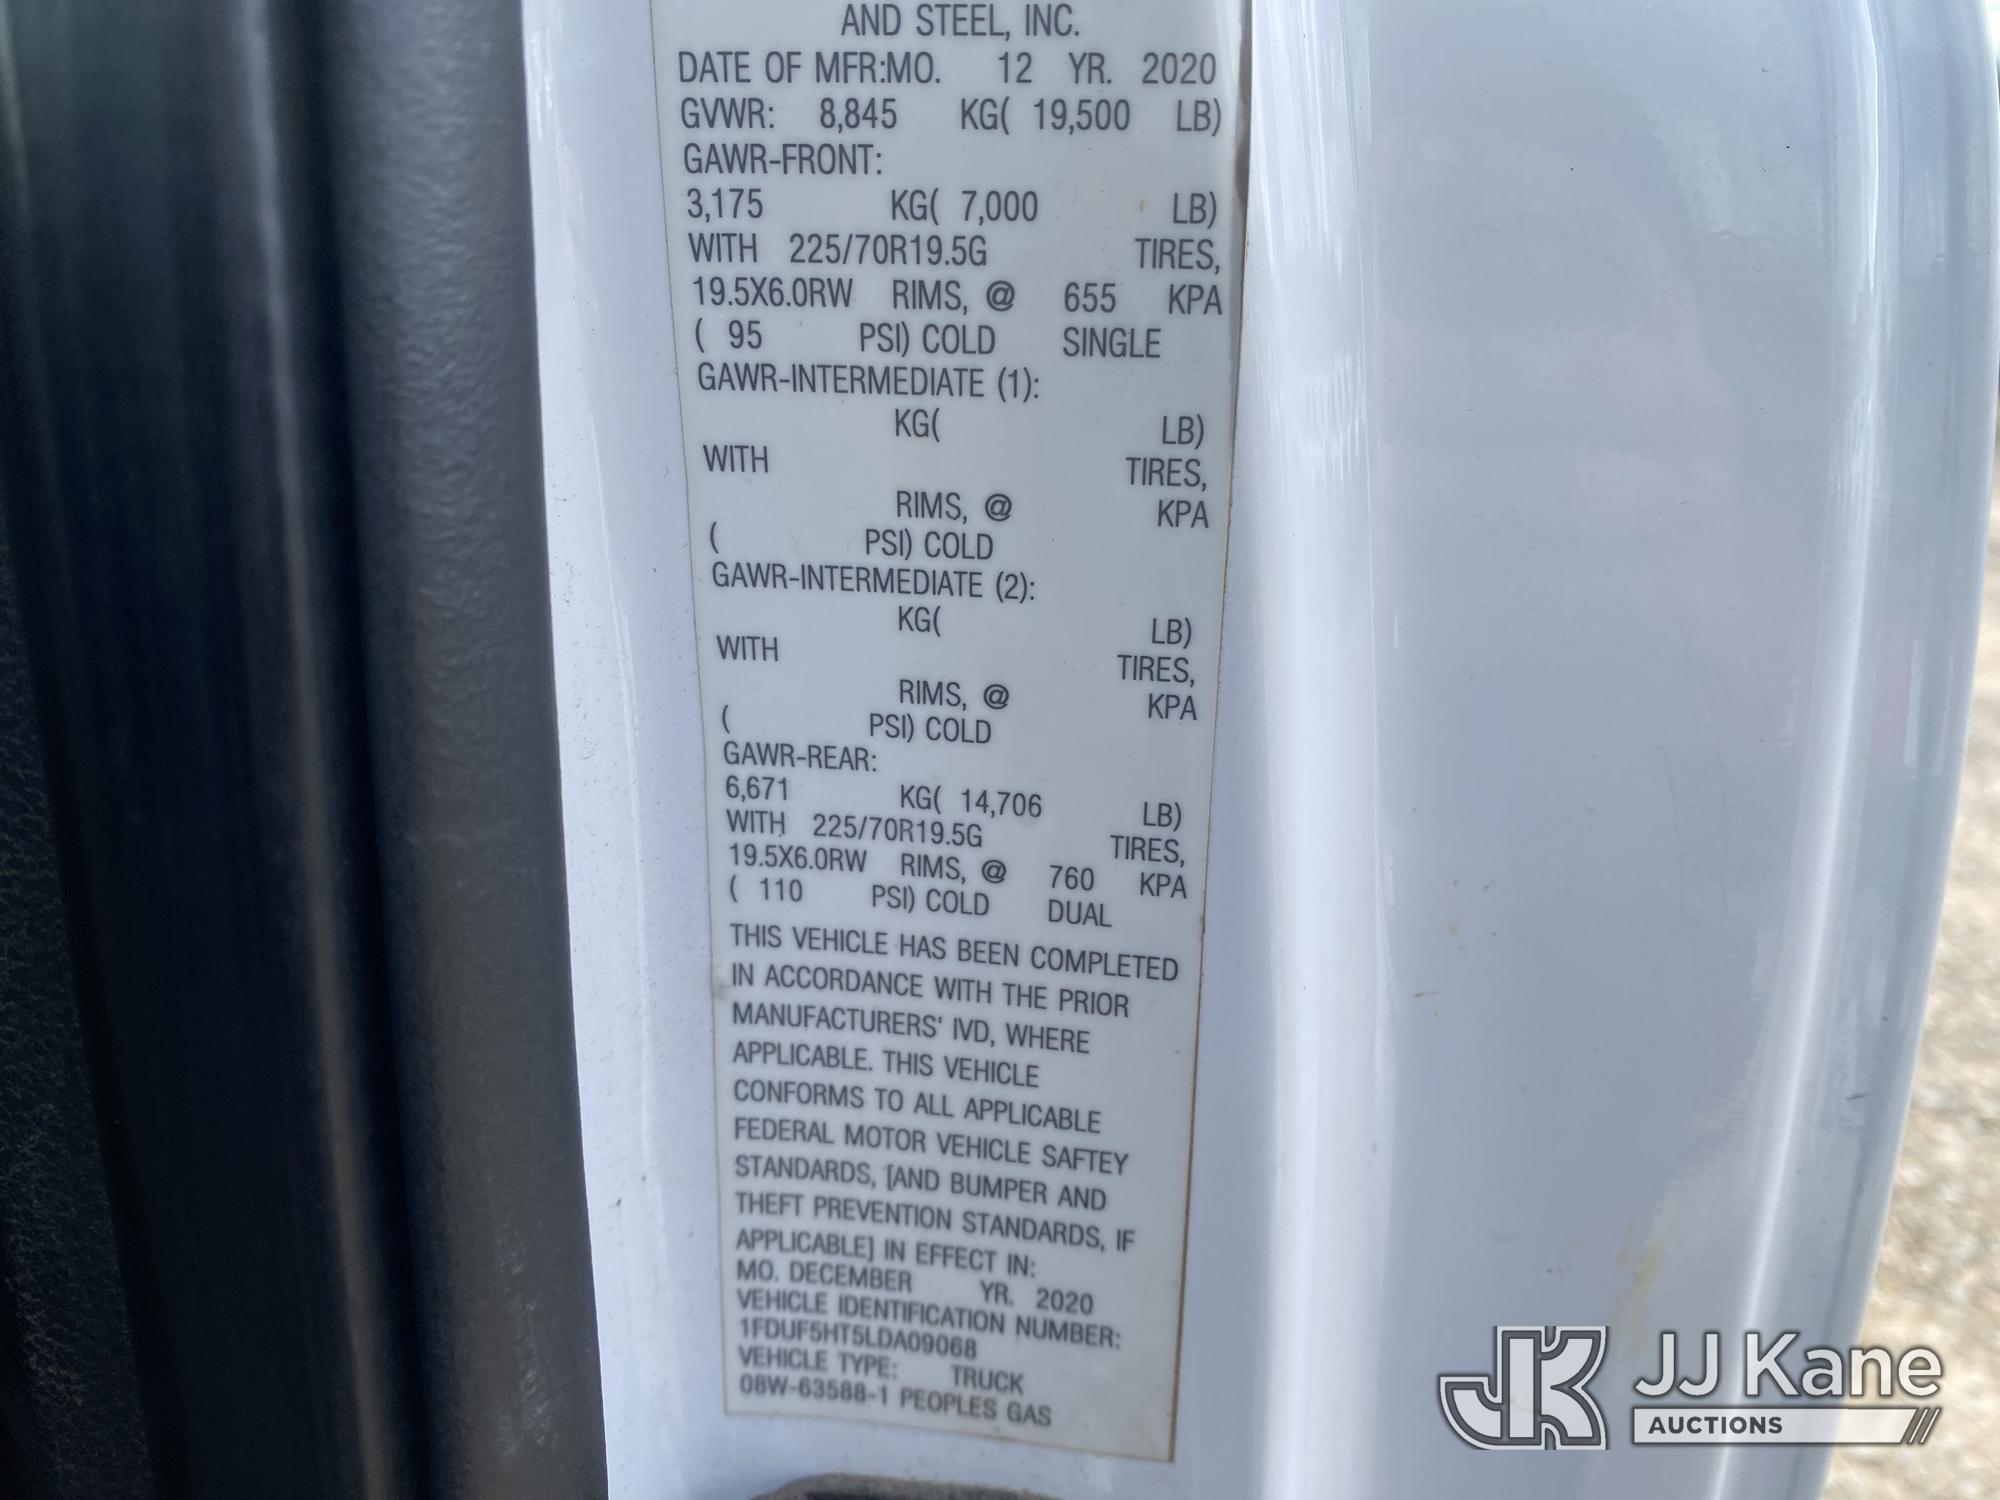 AND STEEL, INC.
DATE OF MFR:MO. 12 YR. 2020
GVWR: 8,845 KG( 19,500 LB)
GAWR-FRONT:
3,175 KG( 7,000 LB)
WITH 225/70R19.5G TIRES,
19.5X6.0RW RIMS, @ 655 KPA
( 95 PSI) COLD SINGLE
GAWR-INTERMEDIATE (1):
KG( LB)
WITH TIRES,
RIMS, @ KPA
( PSI) COLD
GAWR-INTERMEDIATE (2):
KG( LB)
WITH TIRES,
RIMS, @ KPA
( PSI) COLD
GAWR-REAR:
6,671 KG( 14,706 LB)
WITH 225/70R19.5G TIRES,
19.5X6.0RW RIMS, @ 760 KPA
( 110 PSI) COLD DUAL
THIS VEHICLE HAS BEEN COMPLETED
IN ACCORDANCE WITH THE PRIOR
MANUFACTURERS' IVD, WHERE
APPLICABLE. THIS VEHICLE
CONFORMS TO ALL APPLICABLE
FEDERAL MOTOR VEHICLE SAFTEY
STANDARDS, [AND BUMPER AND
THEFT PREVENTION STANDARDS, IF
APPLICABLE] IN EFFECT IN:
MO. DECEMBER YR. 2020
VEHICLE IDENTIFICATION NUMBER:
1FDUF5HT5LDA09068
VEHICLE TYPE: TRUCK
08W-63588-1 PEOPLES GAS
JK JJ Kane
AUCTIONS